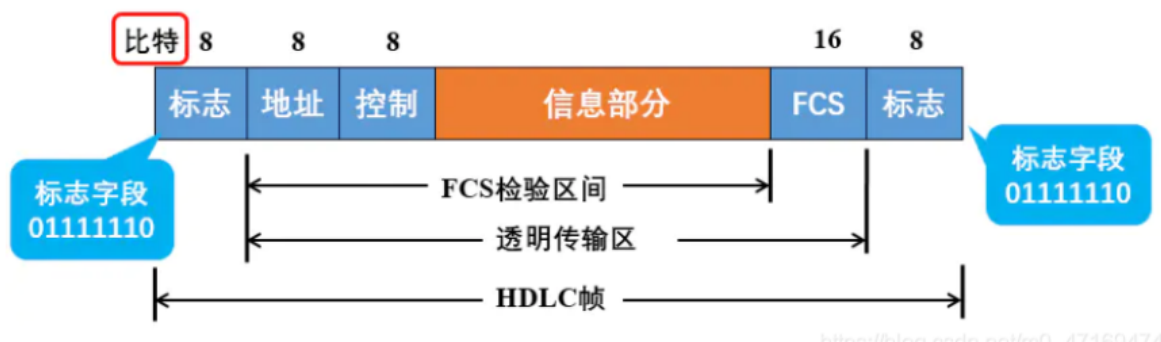 比特 8 8 8 16 8
标志 地址 控制 信息部分 FCS 标志
标志字段
01111110
标志字段
01111110
FCS检验区间
透明传输区
HDLC帧